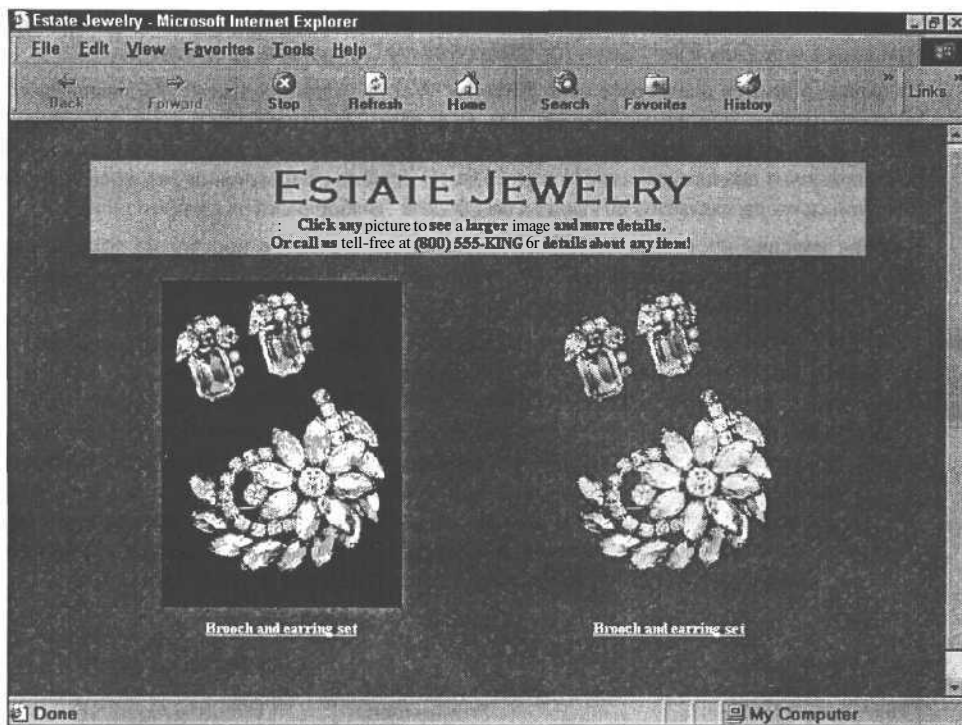 Estate Jewelry - Microsoft Internet Explorer
File Edit View Favorites Tools Help
Back Forward Stop Refresh Home Search Favorites History » Links »
ESTATE JEWELRY
: Click any picture to see a larger image and more details.
Or call us tell-free at (800) 555-KING 6r details about any item!
Brooch and earring set Brooch and earring set
Done My Computer